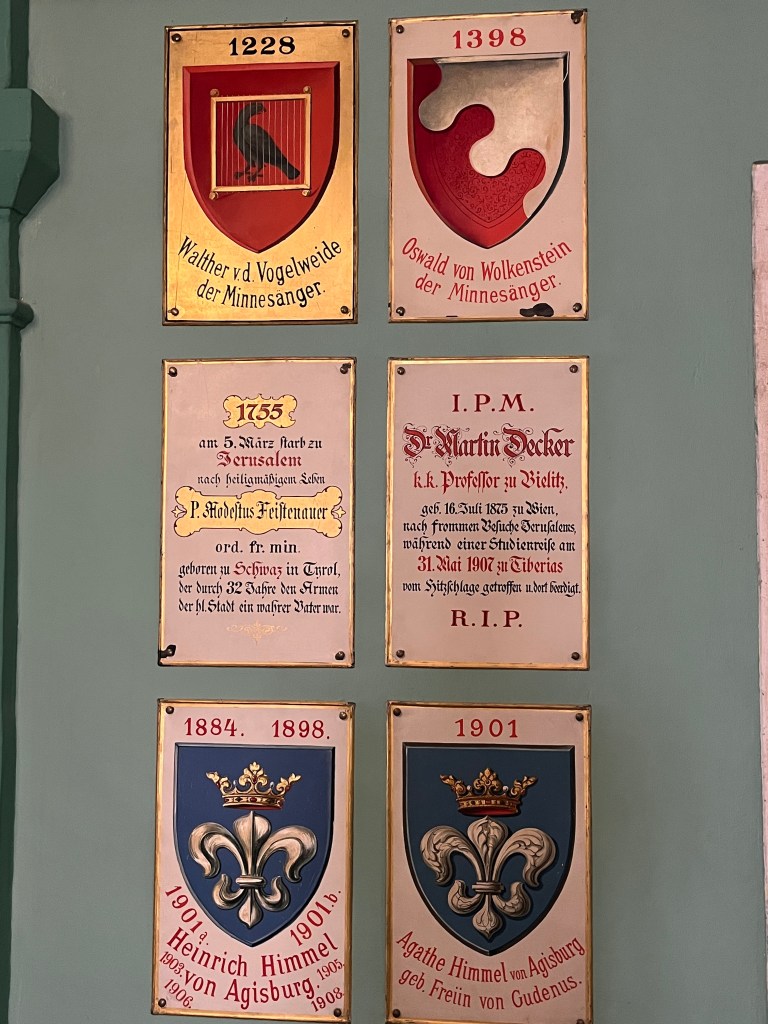 1228
Walther v. d. Vogelweide
der Minnesänger.
1398
Oswald von Wolkenstein
der Minnesänger.
1755
am 5. März starb zu
Jerusalem
nach heiligmäßigem Leben
P. Modestus Feistenauer
ord. fr. min.
geboren zu Schwaz in Tyrol,
der durch 32 Jahre den Armen
der hl. Stadt ein wahrer Vater war.
I. P. M.
Dr Martin Decker
k. k. Professor zu Bielitz.
geb. 16. Juli 1875 zu Wien,
nach frommen Besuche Jerusalems,
während einer Studienreise am
31. Mai 1907 zu Tiberias
vom Hitzschlage getroffen u. dort beerdigt.
R. I. P.
1884. 1898.
1901 a. 1901. b.
Heinrich Himmel
1903. von Agisburg. 1905.
1906. 1908.
1901
Agathe Himmel von Agisburg
geb. Freiin von Gudenus.